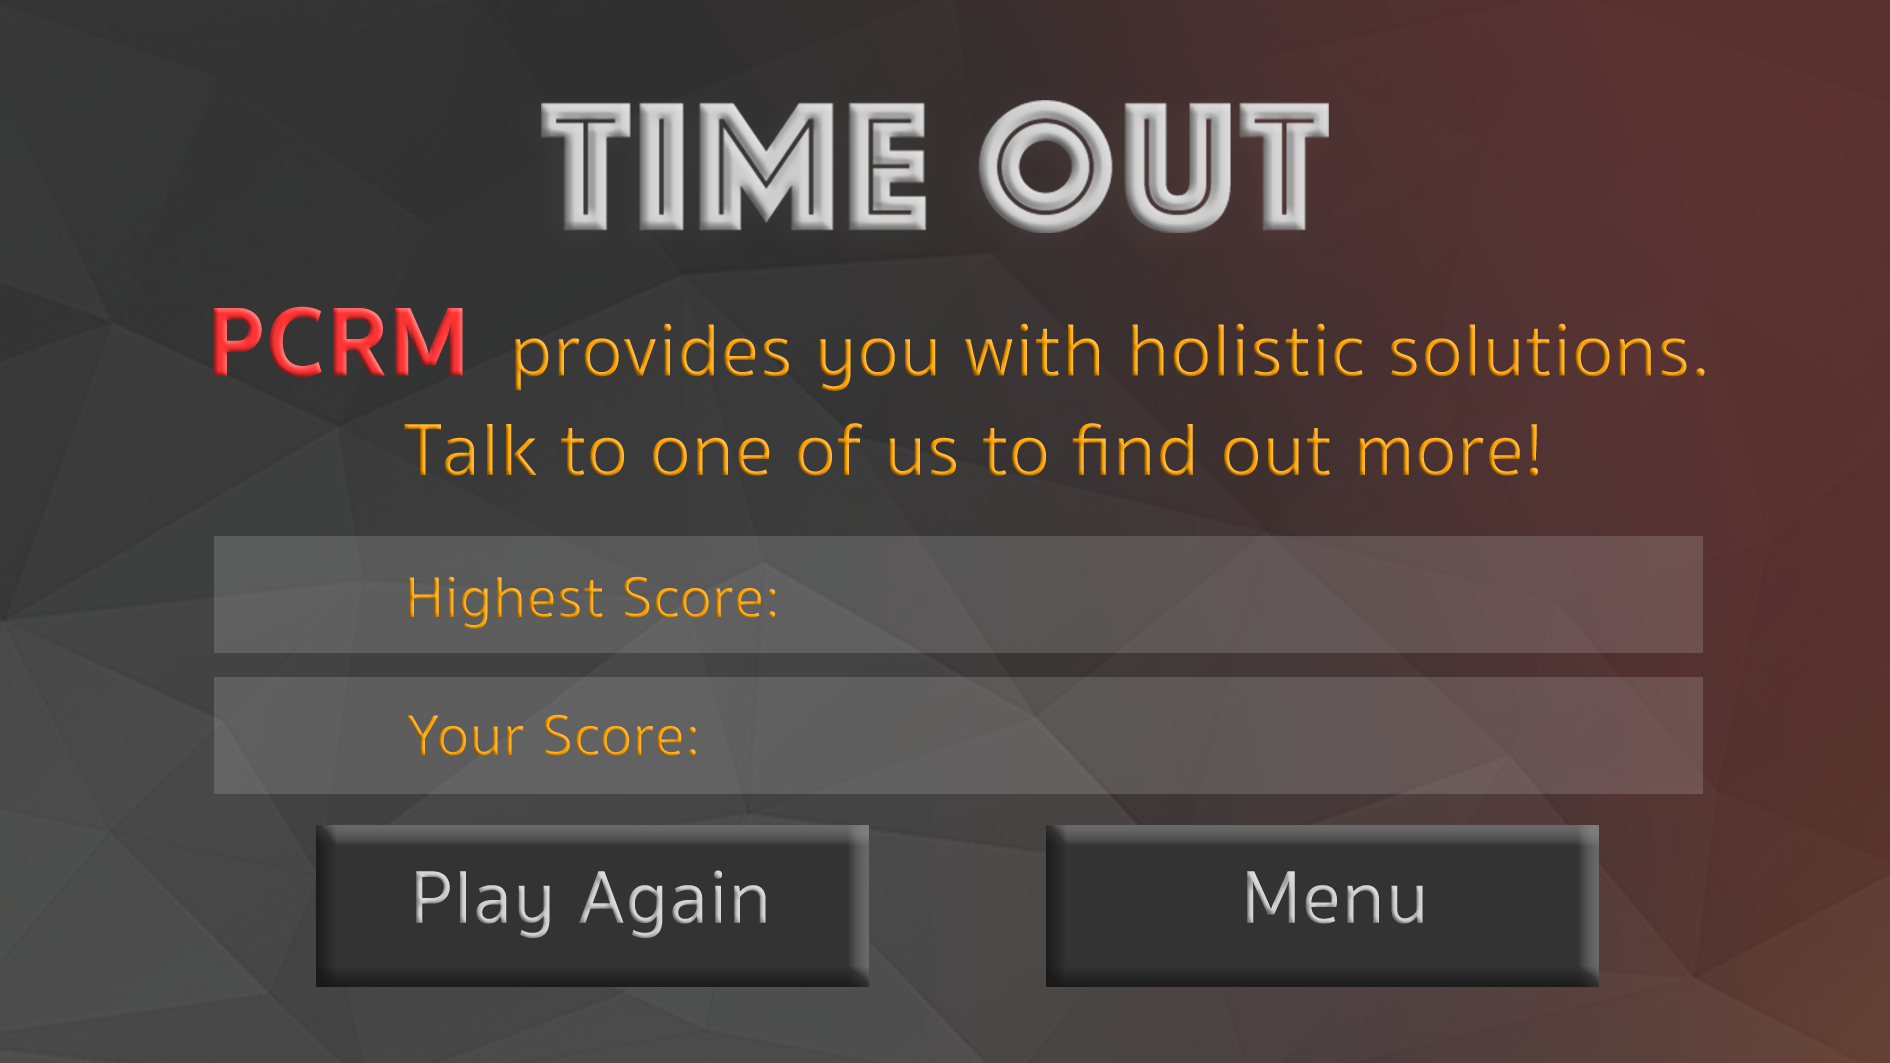 TIME OUT
PCRM provides you with holistic solutions.
Talk to one of us to find out more!
Highest Score:
Your Score:
Play Again
Menu